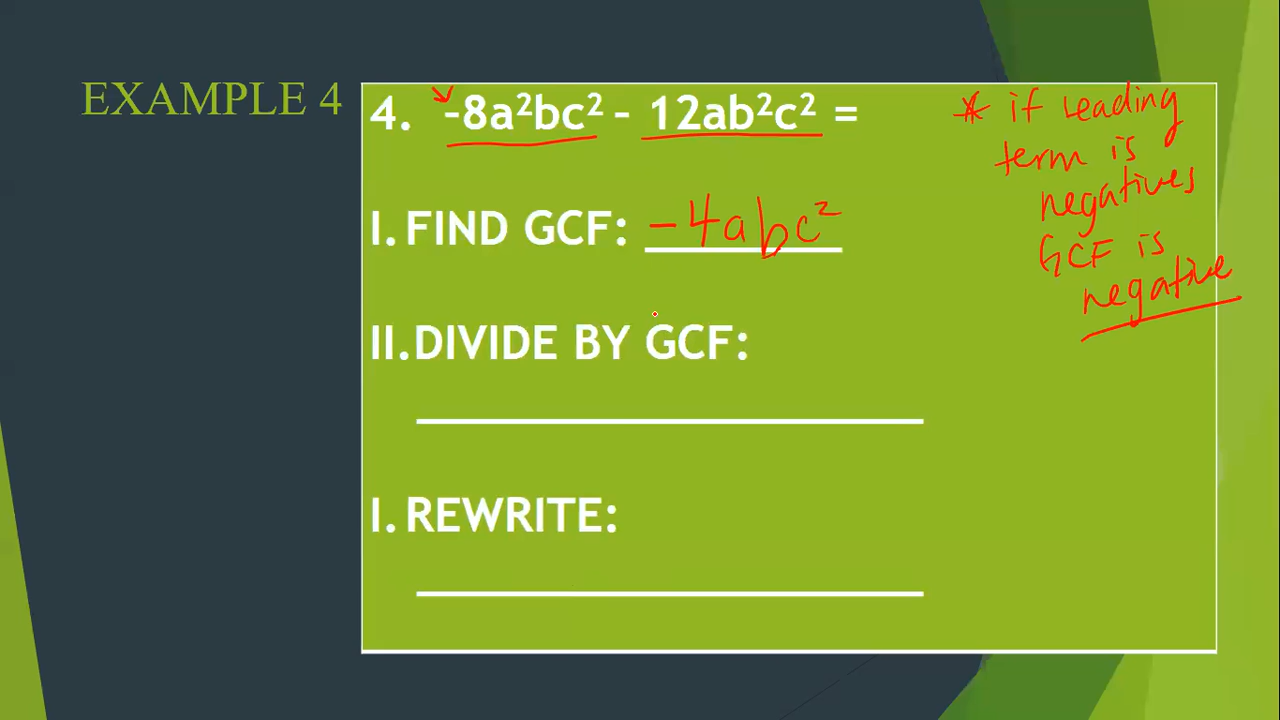 EXAMPLE 4
4. -8a²bc² - 12ab²c² =
I. FIND GCF: -4abc²
II. DIVIDE BY GCF:
I. REWRITE:
* if leading
term is
negatives
GCF is
negative